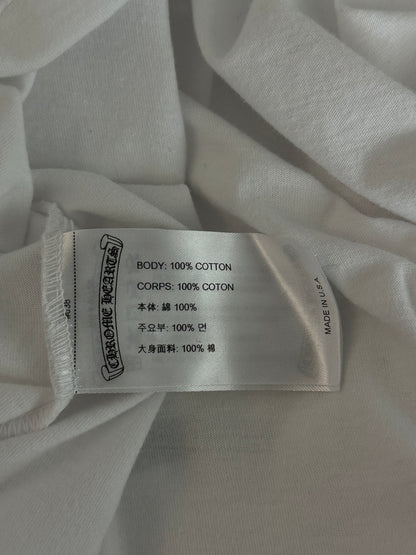 CHROME HEARTS
BODY: 100% COTTON
CORPS: 100% COTON
本体: 綿 100%
주요부: 100% 면
大身面料: 100% 棉
MADE IN U.S.A